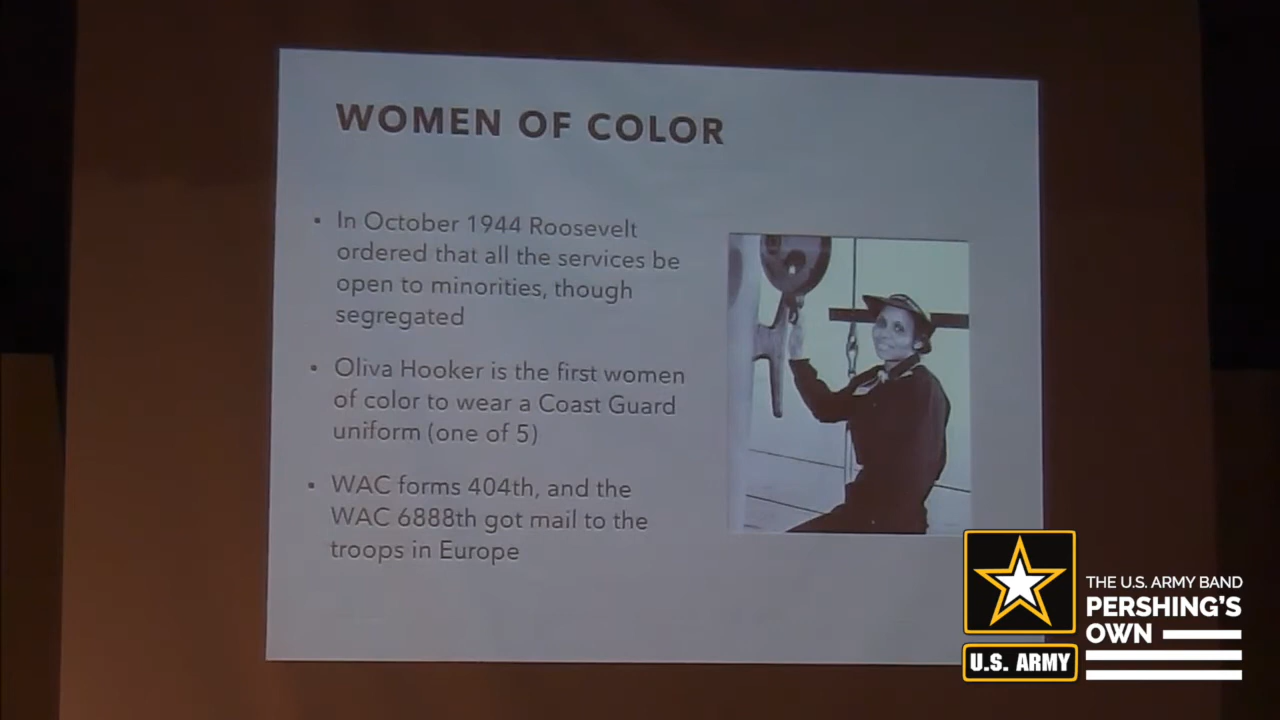 WOMEN OF COLOR
▪ In October 1944 Roosevelt
ordered that all the services be
open to minorities, though
segregated
▪ Oliva Hooker is the first women
of color to wear a Coast Guard
uniform (one of 5)
▪ WAC forms 404th, and the
WAC 6888th got mail to the
troops in Europe
U.S. ARMY
THE U.S. ARMY BAND
PERSHING'S
OWN